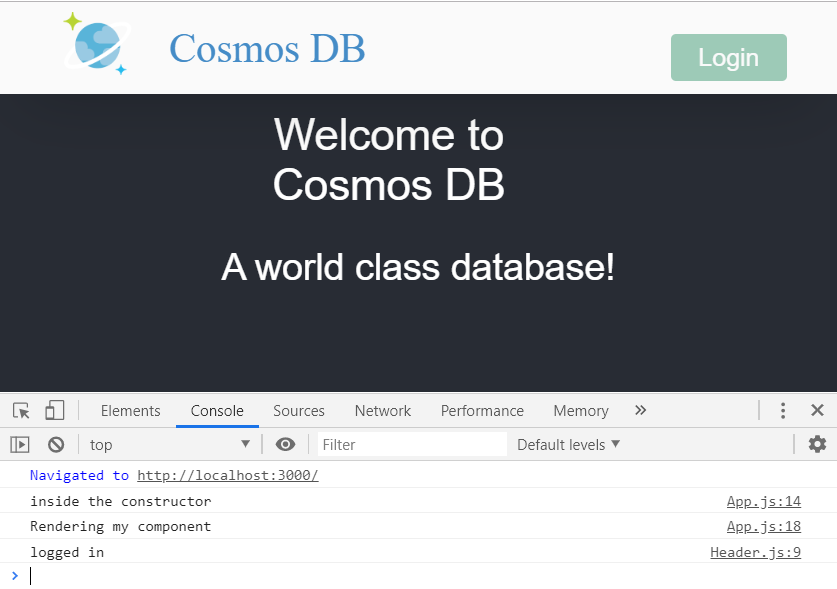 Cosmos DB
Login
Welcome to
Cosmos DB
A world class database!
Elements Console Sources Network Performance Memory »
top ▼ Filter Default levels ▼
Navigated to http://localhost:3000/
inside the constructor App.js:14
Rendering my component App.js:18
logged in Header.js:9
>